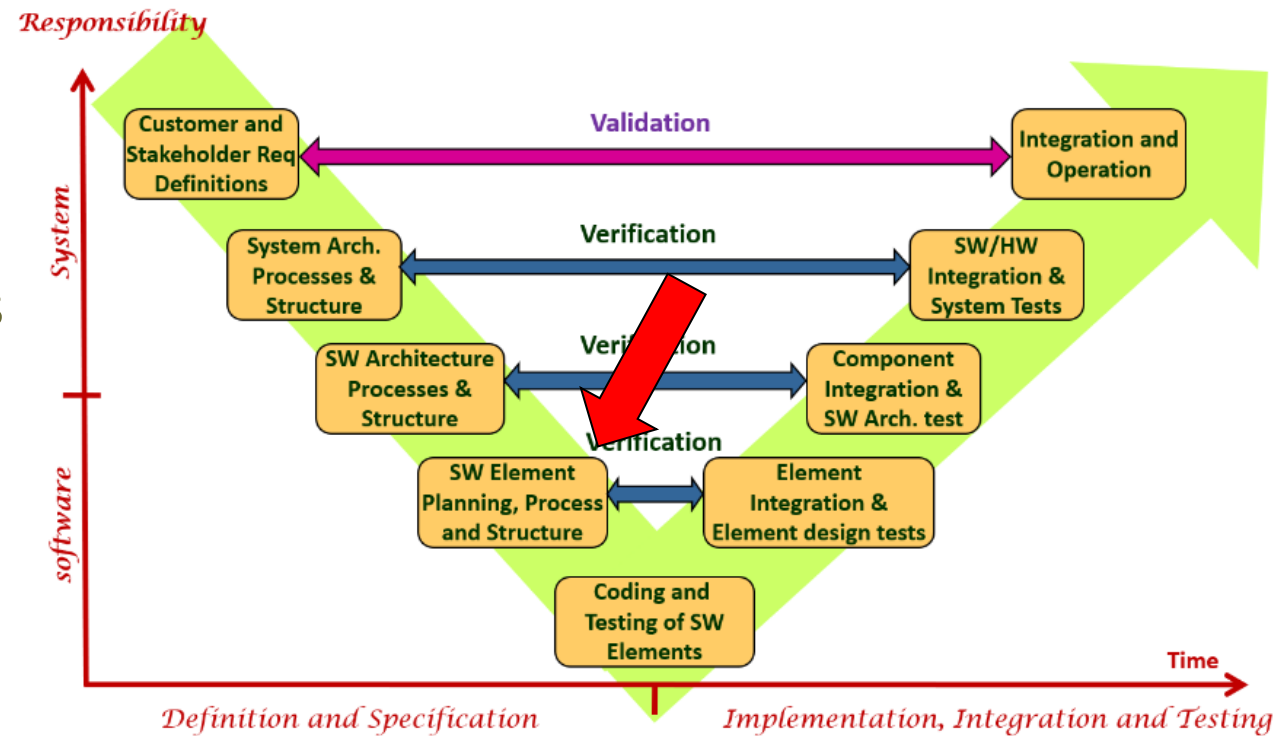 Responsibility
Customer and
Stakeholder Req
Definitions
Validation
Integration and
Operation
System
System Arch.
Processes &
Structure
Verification
SW/HW
Integration &
System Tests
SW Architecture
Processes &
Structure
Component
Integration &
SW Arch. test
software
Verification
SW Element
Planning, Process
and Structure
Element
Integration &
Element design tests
Coding and
Testing of SW
Elements
Time
Definition and Specification
Implementation, Integration and Testing